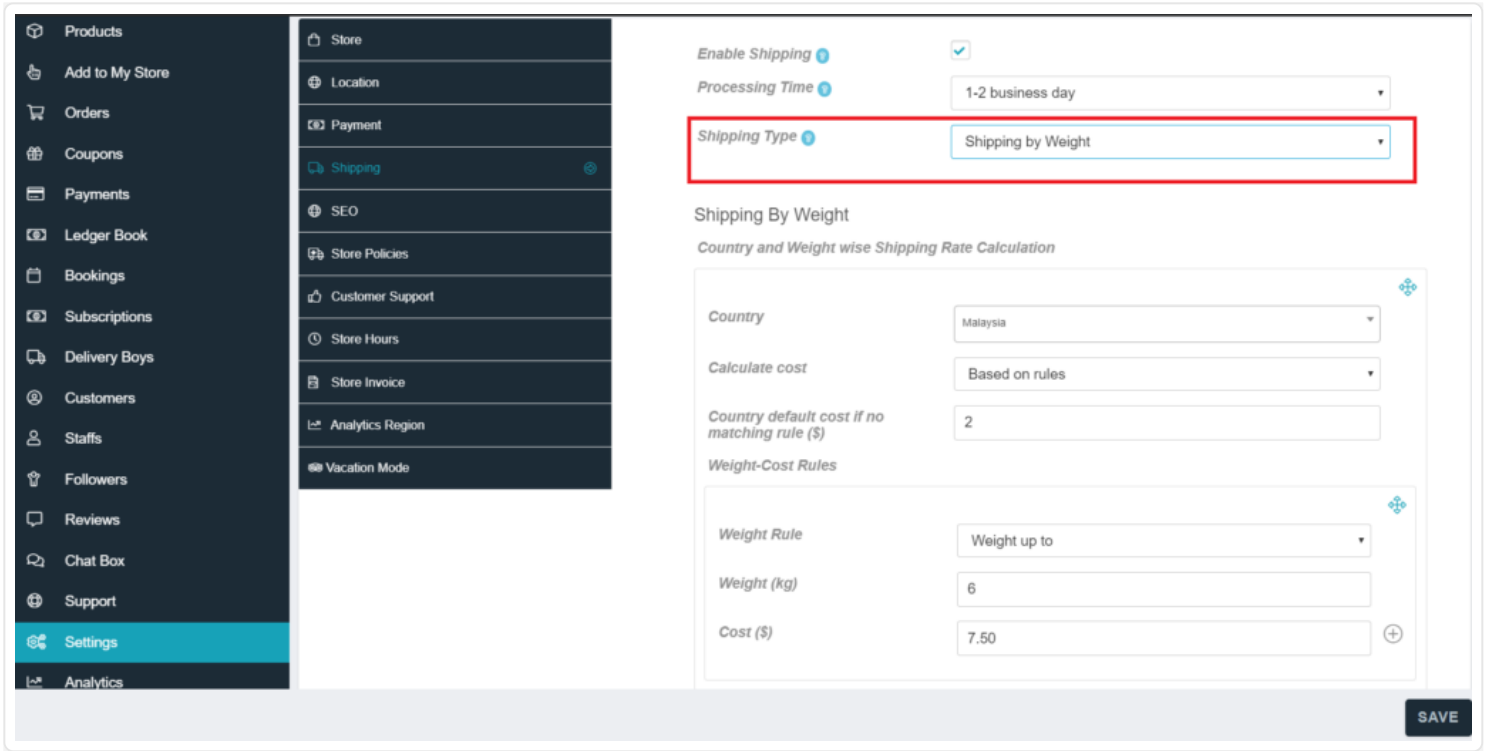 Products
Add to My Store
Orders
Coupons
Payments
Ledger Book
Bookings
Subscriptions
Delivery Boys
Customers
Staffs
Followers
Reviews
Chat Box
Support
Settings
Analytics
Store
Location
Payment
Shipping
SEO
Store Policies
Customer Support
Store Hours
Store Invoice
Analytics Region
Vacation Mode
Enable Shipping
Processing Time
1-2 business day
Shipping Type
Shipping by Weight
Shipping By Weight
Country and Weight wise Shipping Rate Calculation
Country
Malaysia
Calculate cost
Based on rules
Country default cost if no
matching rule ($)
2
Weight-Cost Rules
Weight Rule
Weight up to
Weight (kg)
6
Cost ($)
7.50
SAVE